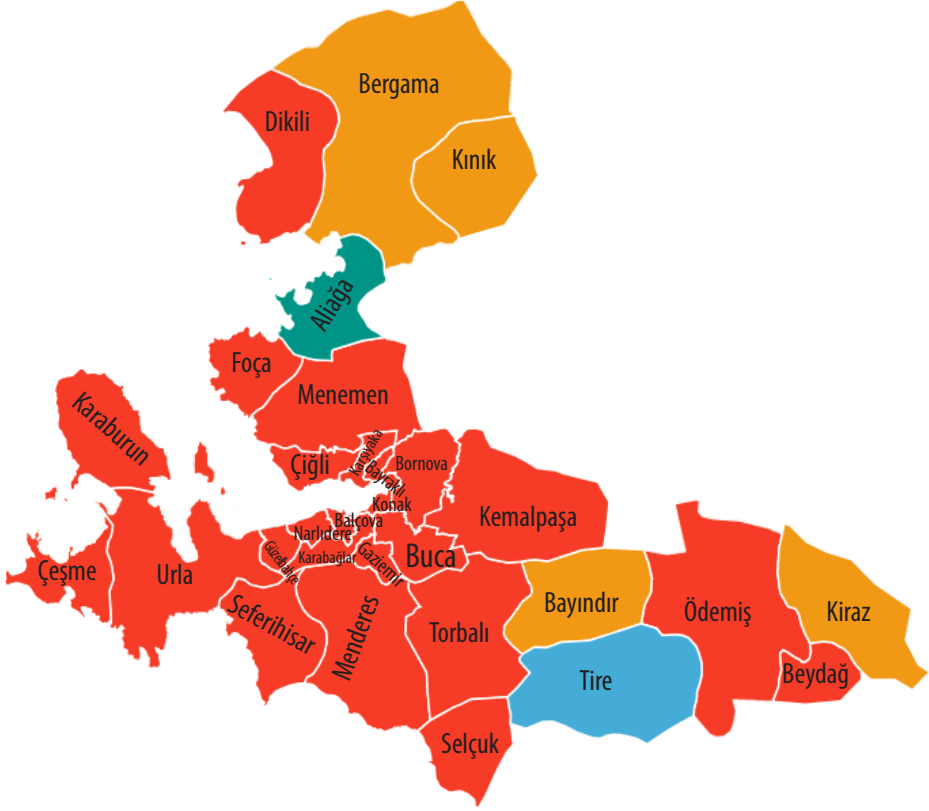 Bergama
Dikili
Kınık
Aliağa
Foça
Menemen
Karaburun
Karşıyaka
Çiğli
Bornova
Bayraklı
Konak
Kemalpaşa
Balçova
Narlıdere
Güzelbahçe
Karabağlar
Gaziemir
Buca
Çeşme
Urla
Seferihisar
Menderes
Torbalı
Bayındır
Ödemiş
Kiraz
Beydağ
Tire
Selçuk